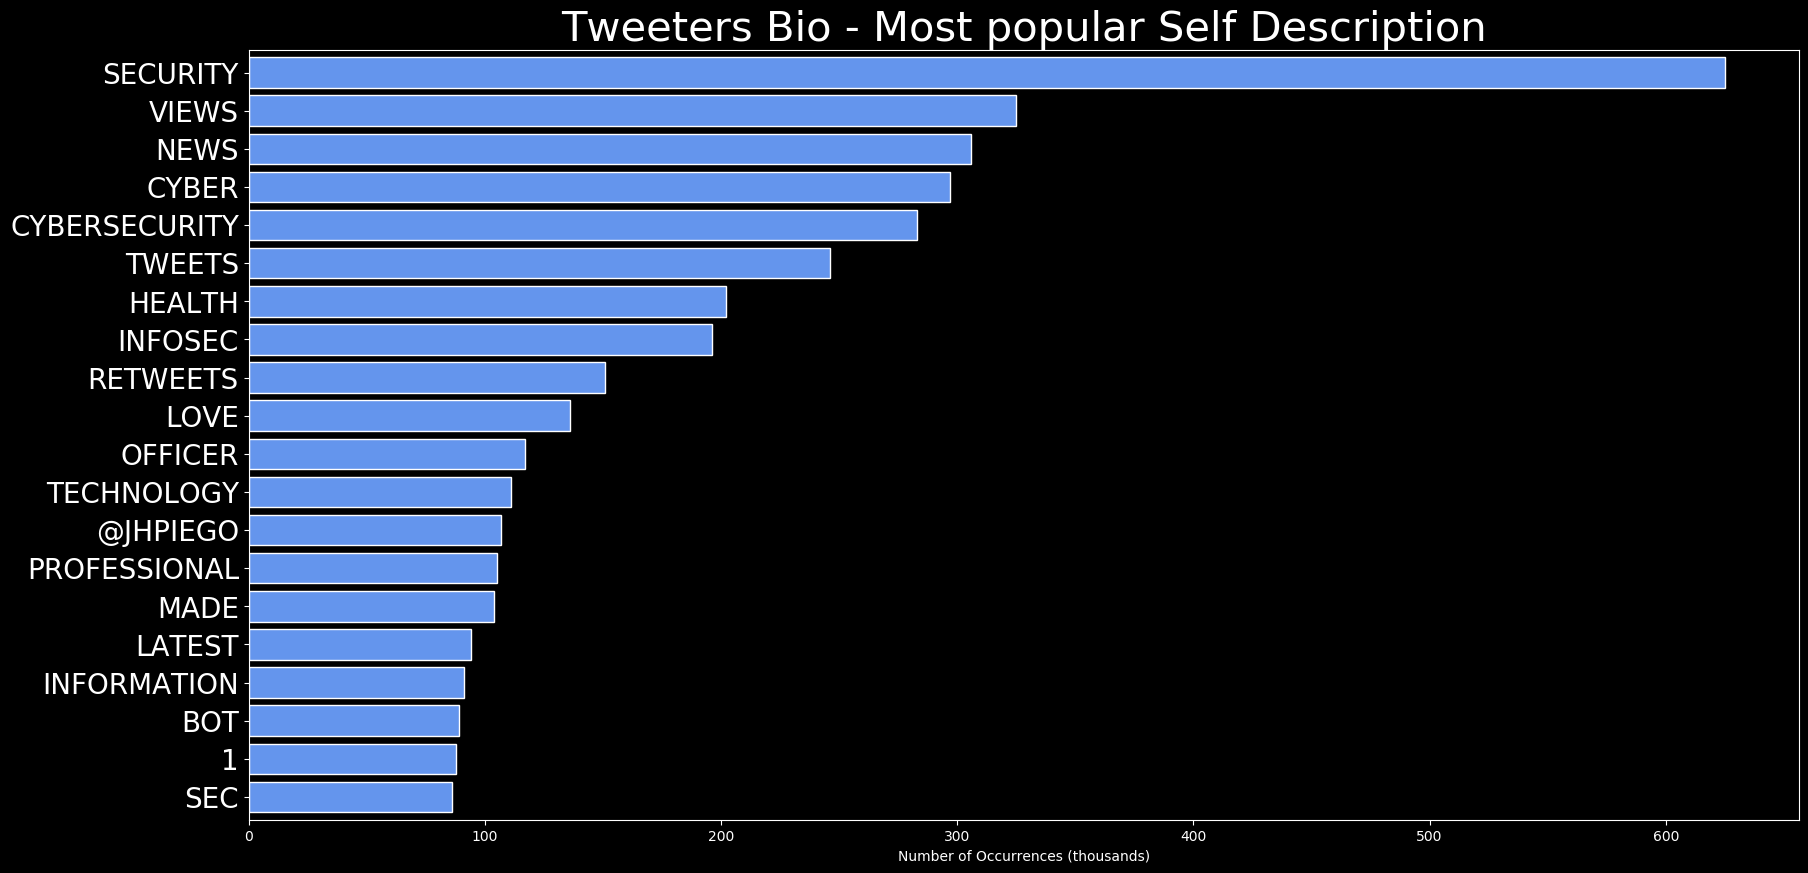 Tweeters Bio - Most popular Self Description
SECURITY
VIEWS
NEWS
CYBER
CYBERSECURITY
TWEETS
HEALTH
INFOSEC
RETWEETS
LOVE
OFFICER
TECHNOLOGY
@JHPIEGO
PROFESSIONAL
MADE
LATEST
INFORMATION
BOT
1
SEC
0 100 200 300 400 500 600
Number of Occurrences (thousands)